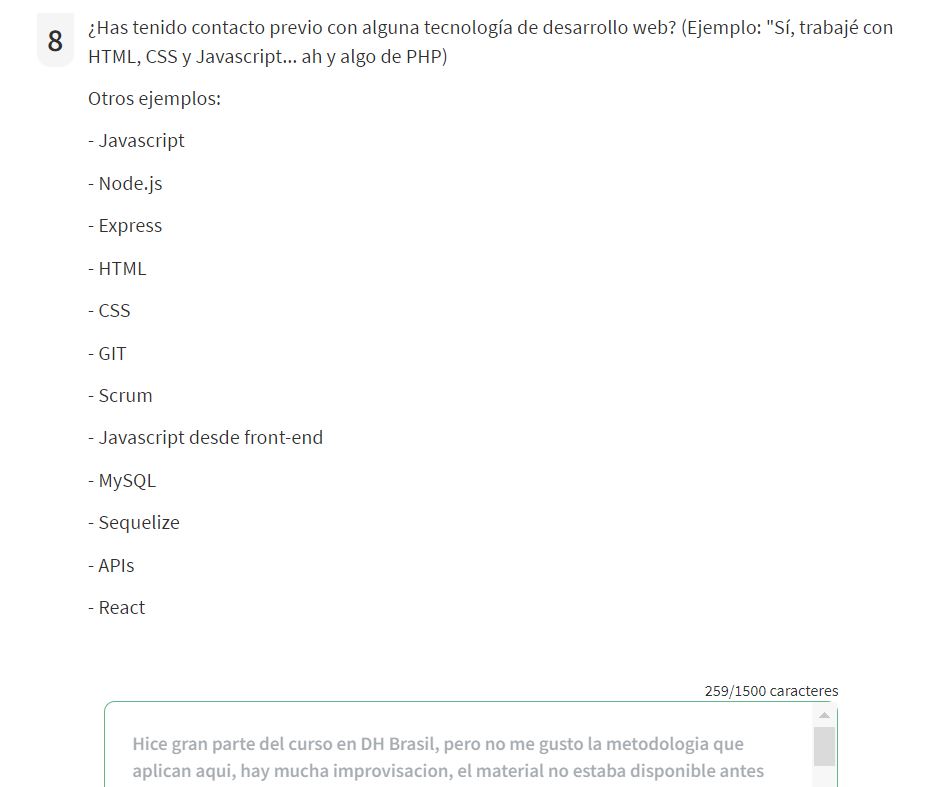 8
¿Has tenido contacto previo con alguna tecnología de desarrollo web? (Ejemplo: "Sí, trabajé con
HTML, CSS y Javascript... ah y algo de PHP)
Otros ejemplos:
- Javascript
- Node.js
- Express
- HTML
- CSS
- GIT
- Scrum
- Javascript desde front-end
- MySQL
- Sequelize
- APIs
- React
259/1500 caracteres
Hice gran parte del curso en DH Brasil, pero no me gusto la metodologia que
aplican aqui, hay mucha improvisacion, el material no estaba disponible antes